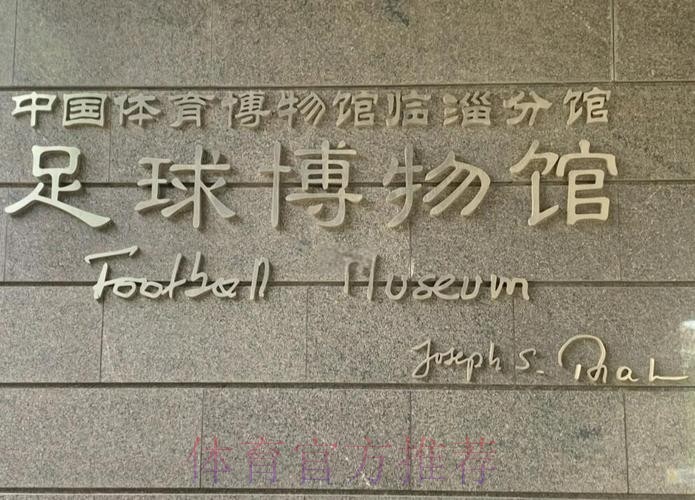 中国体育博物馆临淄分馆
足球博物馆
Football Museum
Joseph S. Blatt
体育官方推荐